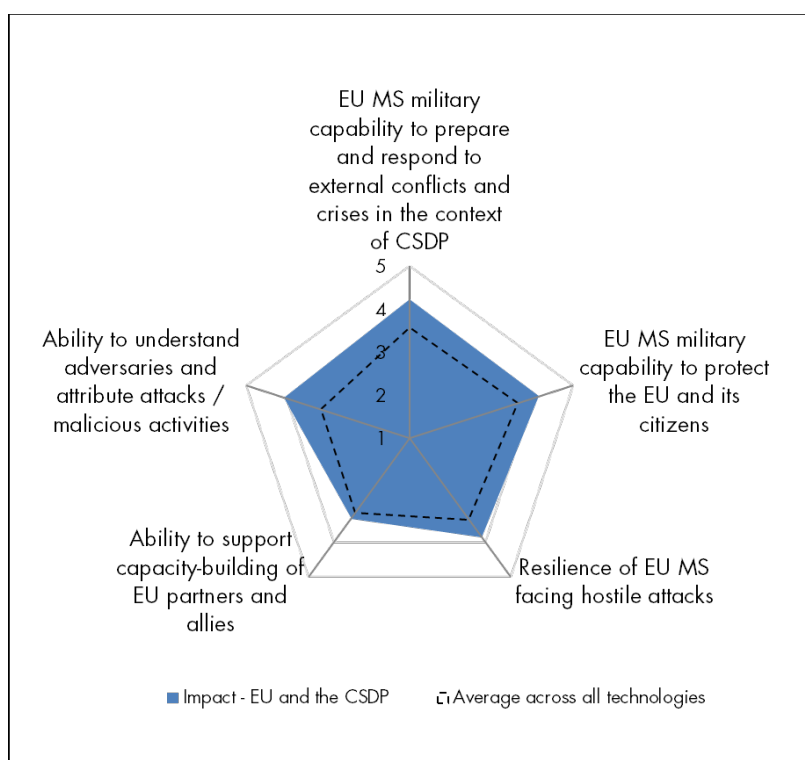 EU MS military
capability to prepare
and respond to
external conflicts and
crises in the context
of CSDP
5
4
3
2
1
Ability to understand
adversaries and
attribute attacks /
malicious activities
EU MS military
capability to protect
the EU and its
citizens
Ability to support
capacity-building of
EU partners and
allies
Resilience of EU MS
facing hostile attacks
Impact - EU and the CSDP
Average across all technologies